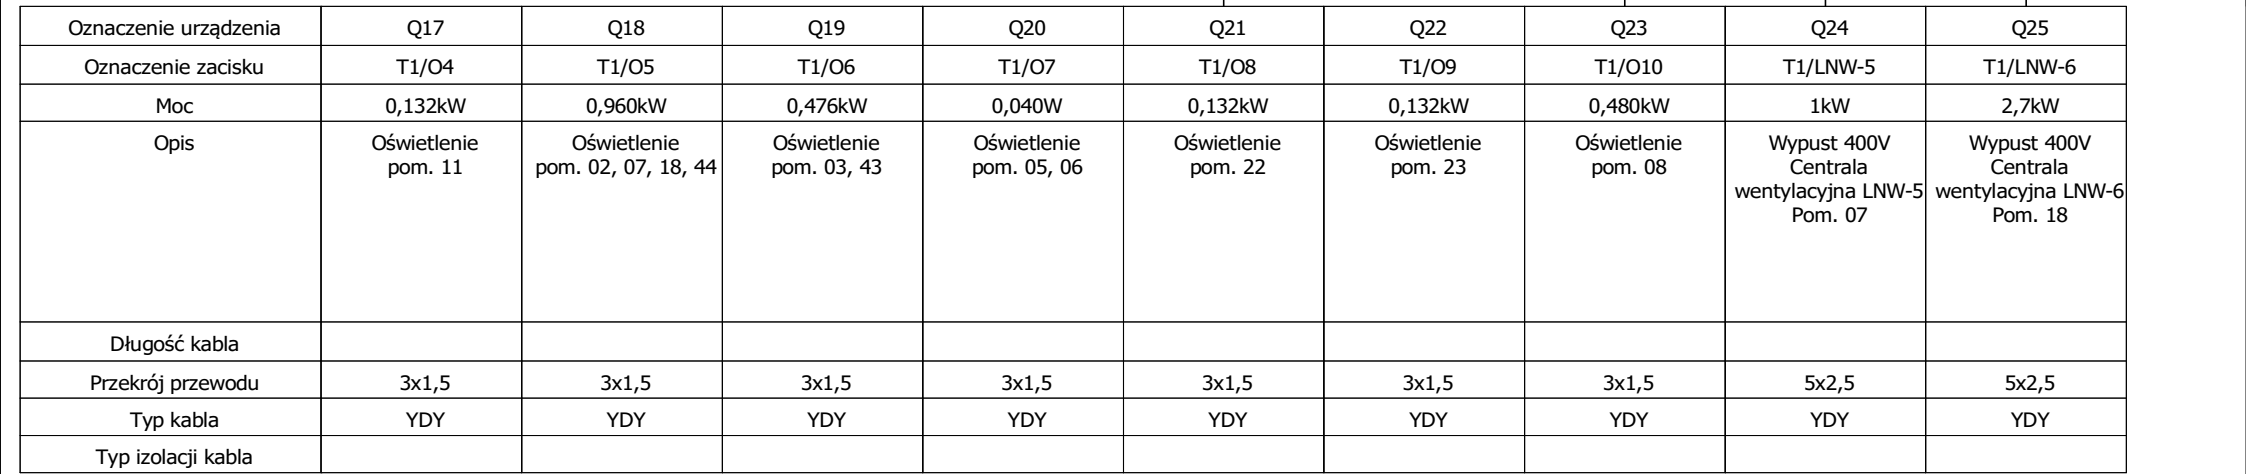 Oznaczenie urządzenia Q17 Q18 Q19 Q20 Q21 Q22 Q23 Q24 Q25
Oznaczenie zacisku T1/O4 T1/O5 T1/O6 T1/O7 T1/O8 T1/O9 T1/O10 T1/LNW-5 T1/LNW-6
Moc 0,132kW 0,960kW 0,476kW 0,040W 0,132kW 0,132kW 0,480kW 1kW 2,7kW
Opis Oświetlenie Oświetlenie Oświetlenie Oświetlenie Oświetlenie Oświetlenie Oświetlenie Wypust 400V Wypust 400V
pom. 11 pom. 02, 07, 18, 44 pom. 03, 43 pom. 05, 06 pom. 22 pom. 23 pom. 08 Centrala Centrala
wentylacyjna LNW-5 wentylacyjna LNW-6
Pom. 07 Pom. 18
Długość kabla
Przekrój przewodu 3x1,5 3x1,5 3x1,5 3x1,5 3x1,5 3x1,5 3x1,5 5x2,5 5x2,5
Typ kabla YDY YDY YDY YDY YDY YDY YDY YDY YDY
Typ izolacji kabla